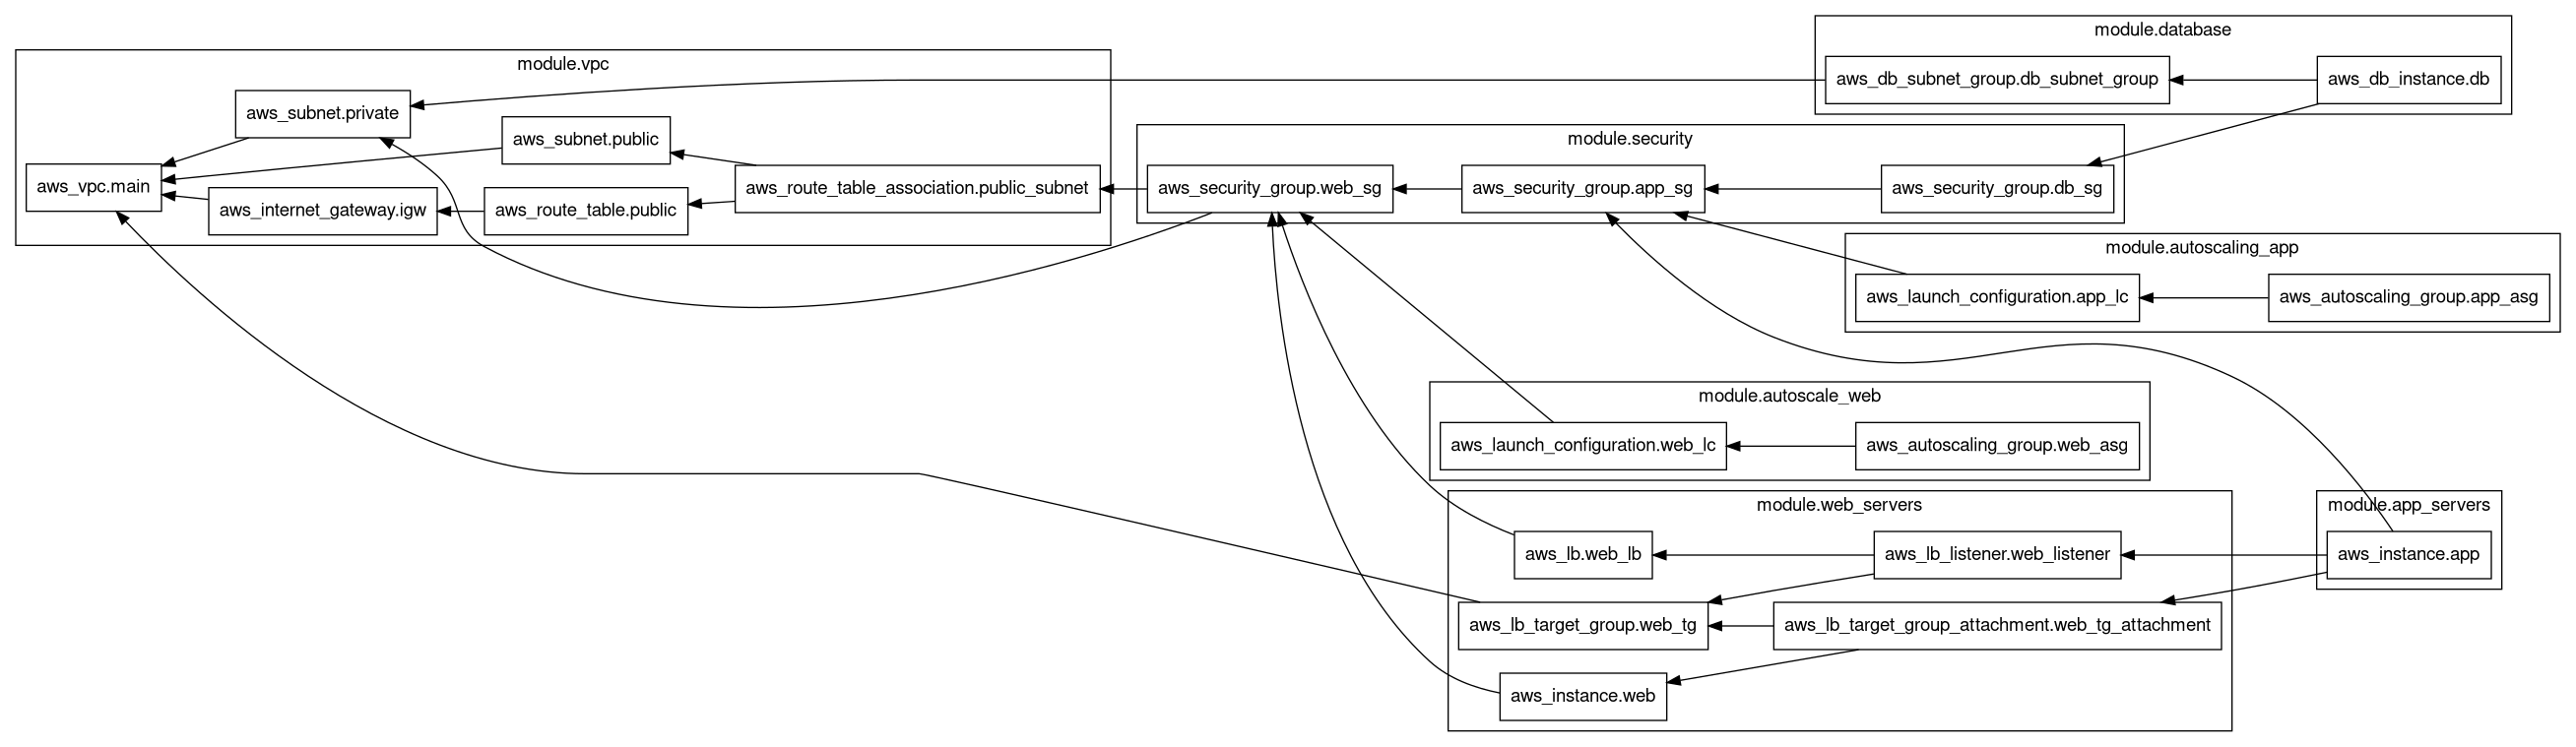 module.database
aws_db_subnet_group.db_subnet_group
aws_db_instance.db
module.vpc
aws_subnet.private
aws_subnet.public
aws_vpc.main
aws_internet_gateway.igw
aws_route_table.public
aws_route_table_association.public_subnet
module.security
aws_security_group.web_sg
aws_security_group.app_sg
aws_security_group.db_sg
module.autoscaling_app
aws_launch_configuration.app_lc
aws_autoscaling_group.app_asg
module.autoscale_web
aws_launch_configuration.web_lc
aws_autoscaling_group.web_asg
module.web_servers
aws_lb.web_lb
aws_lb_listener.web_listener
aws_lb_target_group.web_tg
aws_lb_target_group_attachment.web_tg_attachment
aws_instance.web
module.app_servers
aws_instance.app